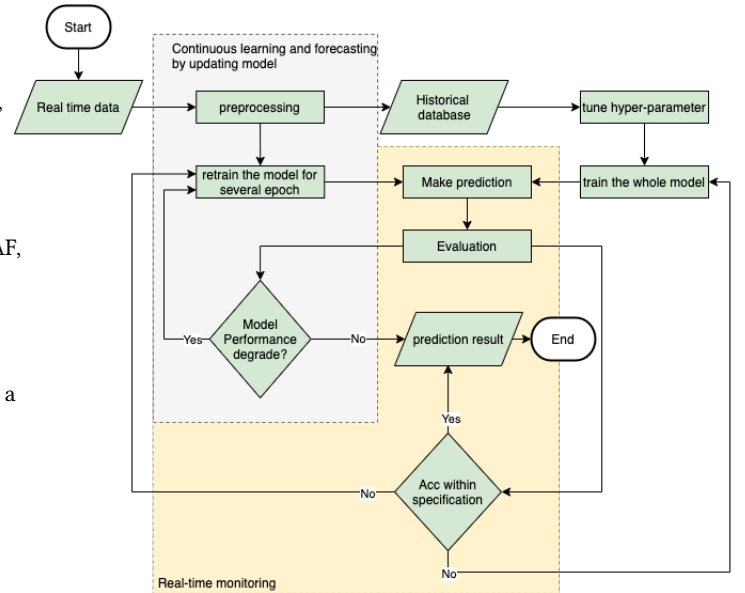 Start
Continuous learning and forecasting
by updating model
,
Real time data
preprocessing
Historical
database
tune hyper-parameter
retrain the model for
several epoch
Make prediction
train the whole model
AF,
Evaluation
Model
Performance
degrade?
Yes
No
prediction result
End
a
Yes
Acc within
specification
No
No
Real-time monitoring